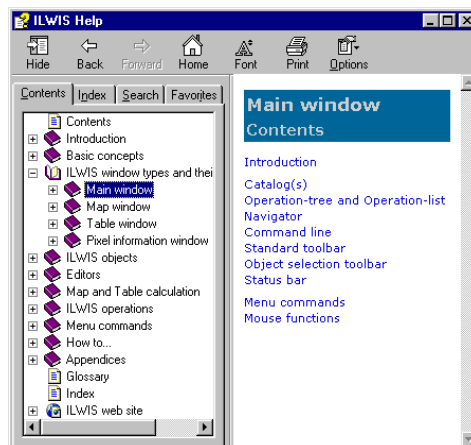 ILWIS Help
Hide Back Forward Home Font Print Options
Contents Index Search Favorites
Contents
Introduction
Basic concepts
ILWIS window types and thei
Main window
Map window
Table window
Pixel information window
ILWIS objects
Editors
Map and Table calculation
ILWIS operations
Menu commands
How to...
Appendices
Glossary
Index
ILWIS web site
Main window
Contents
Introduction
Catalog(s)
Operation-tree and Operation-list
Navigator
Command line
Standard toolbar
Object selection toolbar
Status bar
Menu commands
Mouse functions